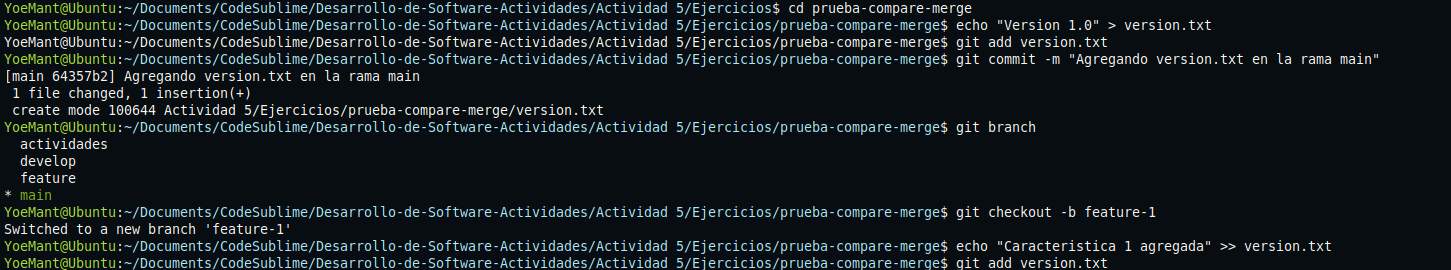 YoeMant@Ubuntu:~/Documents/CodeSublime/Desarrollo-de-Software-Actividades/Actividad 5/Ejercicios$ cd prueba-compare-merge
YoeMant@Ubuntu:~/Documents/CodeSublime/Desarrollo-de-Software-Actividades/Actividad 5/Ejercicios/prueba-compare-merge$ echo "Version 1.0" > version.txt
YoeMant@Ubuntu:~/Documents/CodeSublime/Desarrollo-de-Software-Actividades/Actividad 5/Ejercicios/prueba-compare-merge$ git add version.txt
YoeMant@Ubuntu:~/Documents/CodeSublime/Desarrollo-de-Software-Actividades/Actividad 5/Ejercicios/prueba-compare-merge$ git commit -m "Agregando version.txt en la rama main"
[main 64357b2] Agregando version.txt en la rama main
 1 file changed, 1 insertion(+)
 create mode 100644 Actividad 5/Ejercicios/prueba-compare-merge/version.txt
YoeMant@Ubuntu:~/Documents/CodeSublime/Desarrollo-de-Software-Actividades/Actividad 5/Ejercicios/prueba-compare-merge$ git branch
  actividades
  develop
  feature
* main
YoeMant@Ubuntu:~/Documents/CodeSublime/Desarrollo-de-Software-Actividades/Actividad 5/Ejercicios/prueba-compare-merge$ git checkout -b feature-1
Switched to a new branch 'feature-1'
YoeMant@Ubuntu:~/Documents/CodeSublime/Desarrollo-de-Software-Actividades/Actividad 5/Ejercicios/prueba-compare-merge$ echo "Caracteristica 1 agregada" >> version.txt
YoeMant@Ubuntu:~/Documents/CodeSublime/Desarrollo-de-Software-Actividades/Actividad 5/Ejercicios/prueba-compare-merge$ git add version.txt